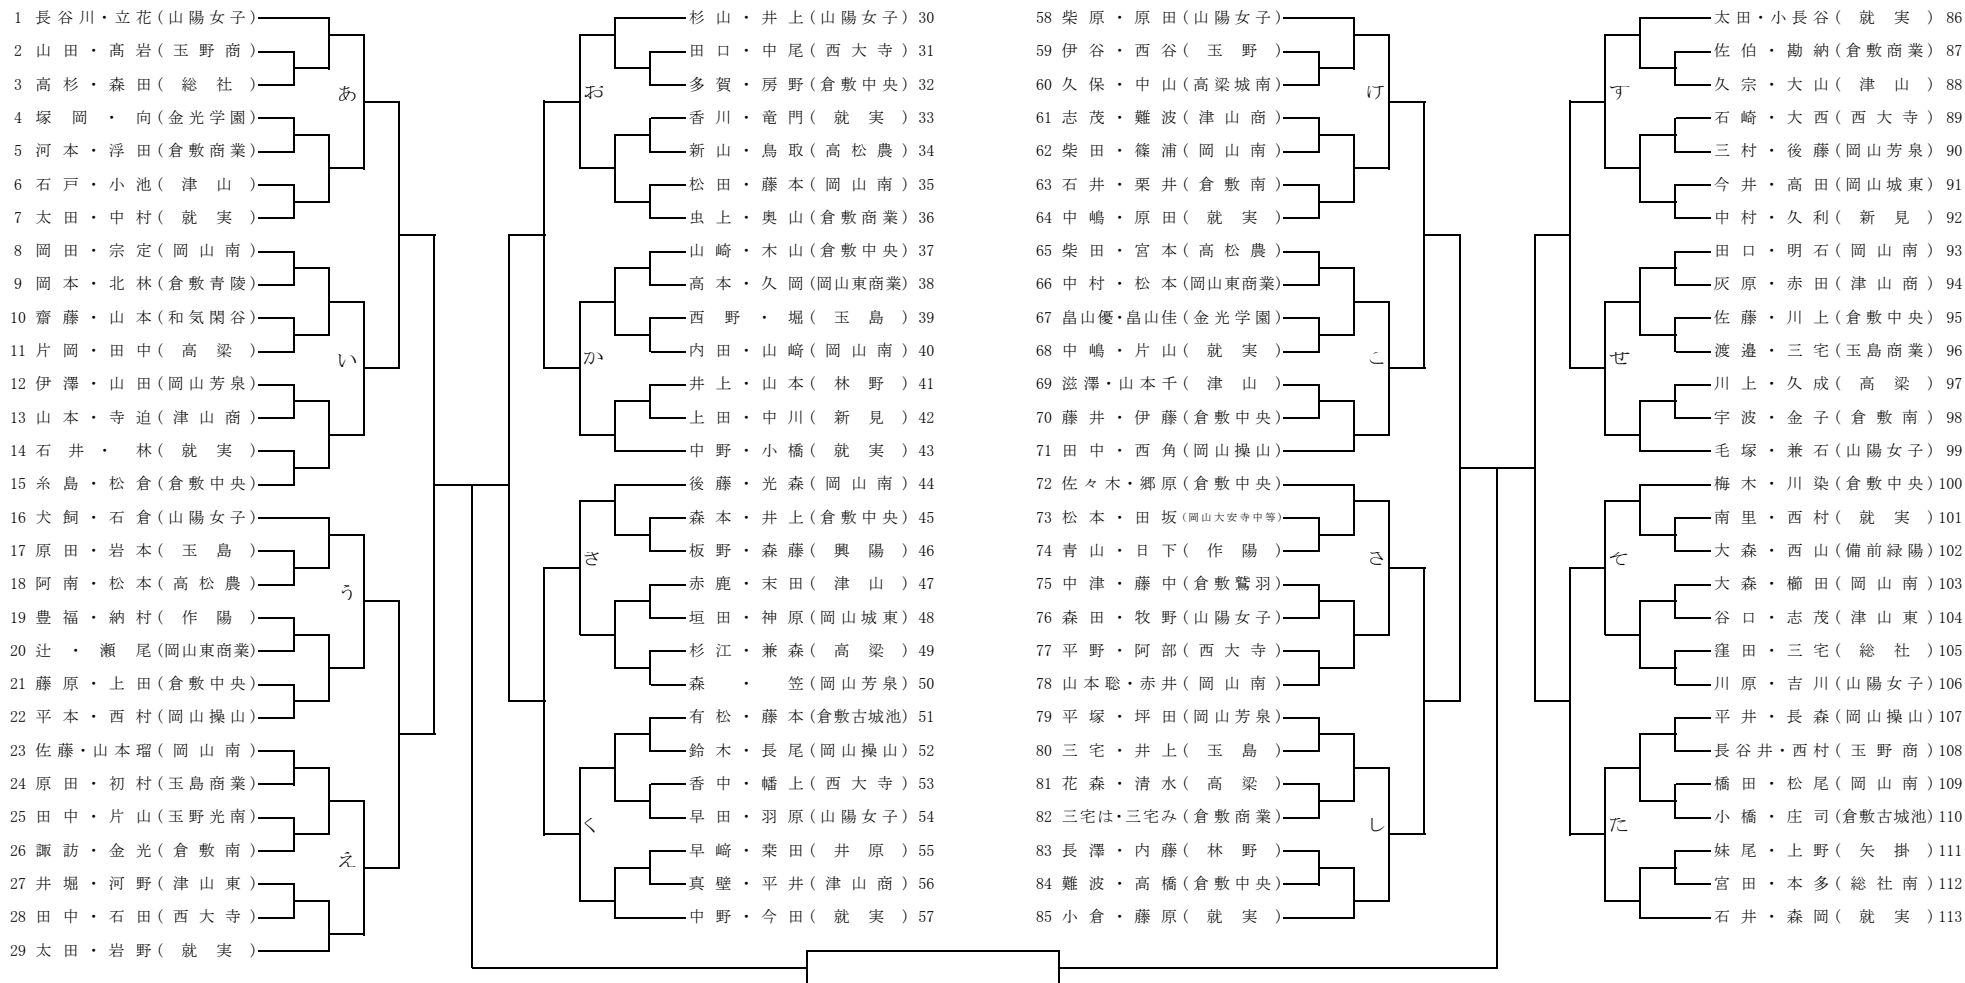 1 長谷川・立花(山陽女子)
2 山田・髙岩(玉野商)
3 高杉・森田(総社)
あ
4 塚岡・向(金光学園)
5 河本・浮田(倉敷商業)
6 石戸・小池(津山)
7 太田・中村(就実)
8 岡田・宗定(岡山南)
9 岡本・北林(倉敷青陵)
10 齋藤・山本(和気閑谷)
11 片岡・田中(高梁)
い
12 伊澤・山田(岡山芳泉)
13 山本・寺迫(津山商)
14 石井・林(就実)
15 糸島・松倉(倉敷中央)
16 犬飼・石倉(山陽女子)
17 原田・岩本(玉島)
18 阿南・松本(高松農)
う
19 豊福・納村(作陽)
20 辻・瀬尾(岡山東商業)
21 藤原・上田(倉敷中央)
22 平本・西村(岡山操山)
23 佐藤・山本瑠(岡山南)
24 原田・初村(玉島商業)
25 田中・片山(玉野光南)
26 諏訪・金光(倉敷南)
え
27 井堀・河野(津山東)
28 田中・石田(西大寺)
29 太田・岩野(就実)
杉山・井上(山陽女子) 30
田口・中尾(西大寺) 31
多賀・房野(倉敷中央) 32
お
香川・竜門(就実) 33
新山・鳥取(高松農) 34
松田・藤本(岡山南) 35
虫上・奥山(倉敷商業) 36
山崎・木山(倉敷中央) 37
高本・久岡(岡山東商業) 38
西野・堀(玉島) 39
内田・山﨑(岡山南) 40
か
井上・山本(林野) 41
上田・中川(新見) 42
中野・小橋(就実) 43
後藤・光森(岡山南) 44
森本・井上(倉敷中央) 45
板野・森藤(興陽) 46
き
赤鹿・末田(津山) 47
垣田・神原(岡山城東) 48
杉江・兼森(高梁) 49
森・笠(岡山芳泉) 50
有松・藤本(倉敷古城池) 51
鈴木・長尾(岡山操山) 52
香中・幡上(西大寺) 53
早田・羽原(山陽女子) 54
く
早﨑・桒田(井原) 55
真壁・平井(津山商) 56
中野・今田(就実) 57
58 柴原・原田(山陽女子)
59 伊谷・西谷(玉野)
60 久保・中山(高梁城南)
け
61 志茂・難波(津山商)
62 柴田・篠浦(岡山南)
63 石井・栗井(倉敷南)
64 中嶋・原田(就実)
65 柴田・宮本(高松農)
66 中村・松本(岡山東商業)
67 畠山優・畠山佳(金光学園)
68 中嶋・片山(就実)
こ
69 滋澤・山本千(津山)
70 藤井・伊藤(倉敷中央)
71 田中・西角(岡山操山)
72 佐々木・郷原(倉敷中央)
73 松本・田坂(岡山大安寺中等)
74 青山・日下(作陽)
さ
75 中津・藤中(倉敷鷲羽)
76 森田・牧野(山陽女子)
77 平野・阿部(西大寺)
78 山本聡・赤井(岡山南)
79 平塚・坪田(岡山芳泉)
80 三宅・井上(玉島)
81 花森・清水(高梁)
82 三宅は・三宅み(倉敷商業)
し
83 長澤・内藤(林野)
84 難波・高橋(倉敷中央)
85 小倉・藤原(就実)
太田・小長谷(就実) 86
佐伯・勘納(倉敷商業) 87
久宗・大山(津山) 88
す
石崎・大西(西大寺) 89
三村・後藤(岡山芳泉) 90
今井・高田(岡山城東) 91
中村・久利(新見) 92
田口・明石(岡山南) 93
灰原・赤田(津山商) 94
佐藤・川上(倉敷中央) 95
渡邉・三宅(玉島商業) 96
せ
川上・久成(高梁) 97
宇波・金子(倉敷南) 98
毛塚・兼石(山陽女子) 99
梅木・川染(倉敷中央) 100
南里・西村(就実) 101
大森・西山(備前緑陽) 102
そ
大森・櫛田(岡山南) 103
谷口・志茂(津山東) 104
窪田・三宅(総社) 105
川原・吉川(山陽女子) 106
平井・長森(岡山操山) 107
長谷井・西村(玉野商) 108
橋田・松尾(岡山南) 109
小橋・庄司(倉敷古城池) 110
た
妹尾・上野(矢掛) 111
宮田・本多(総社南) 112
石井・森岡(就実) 113